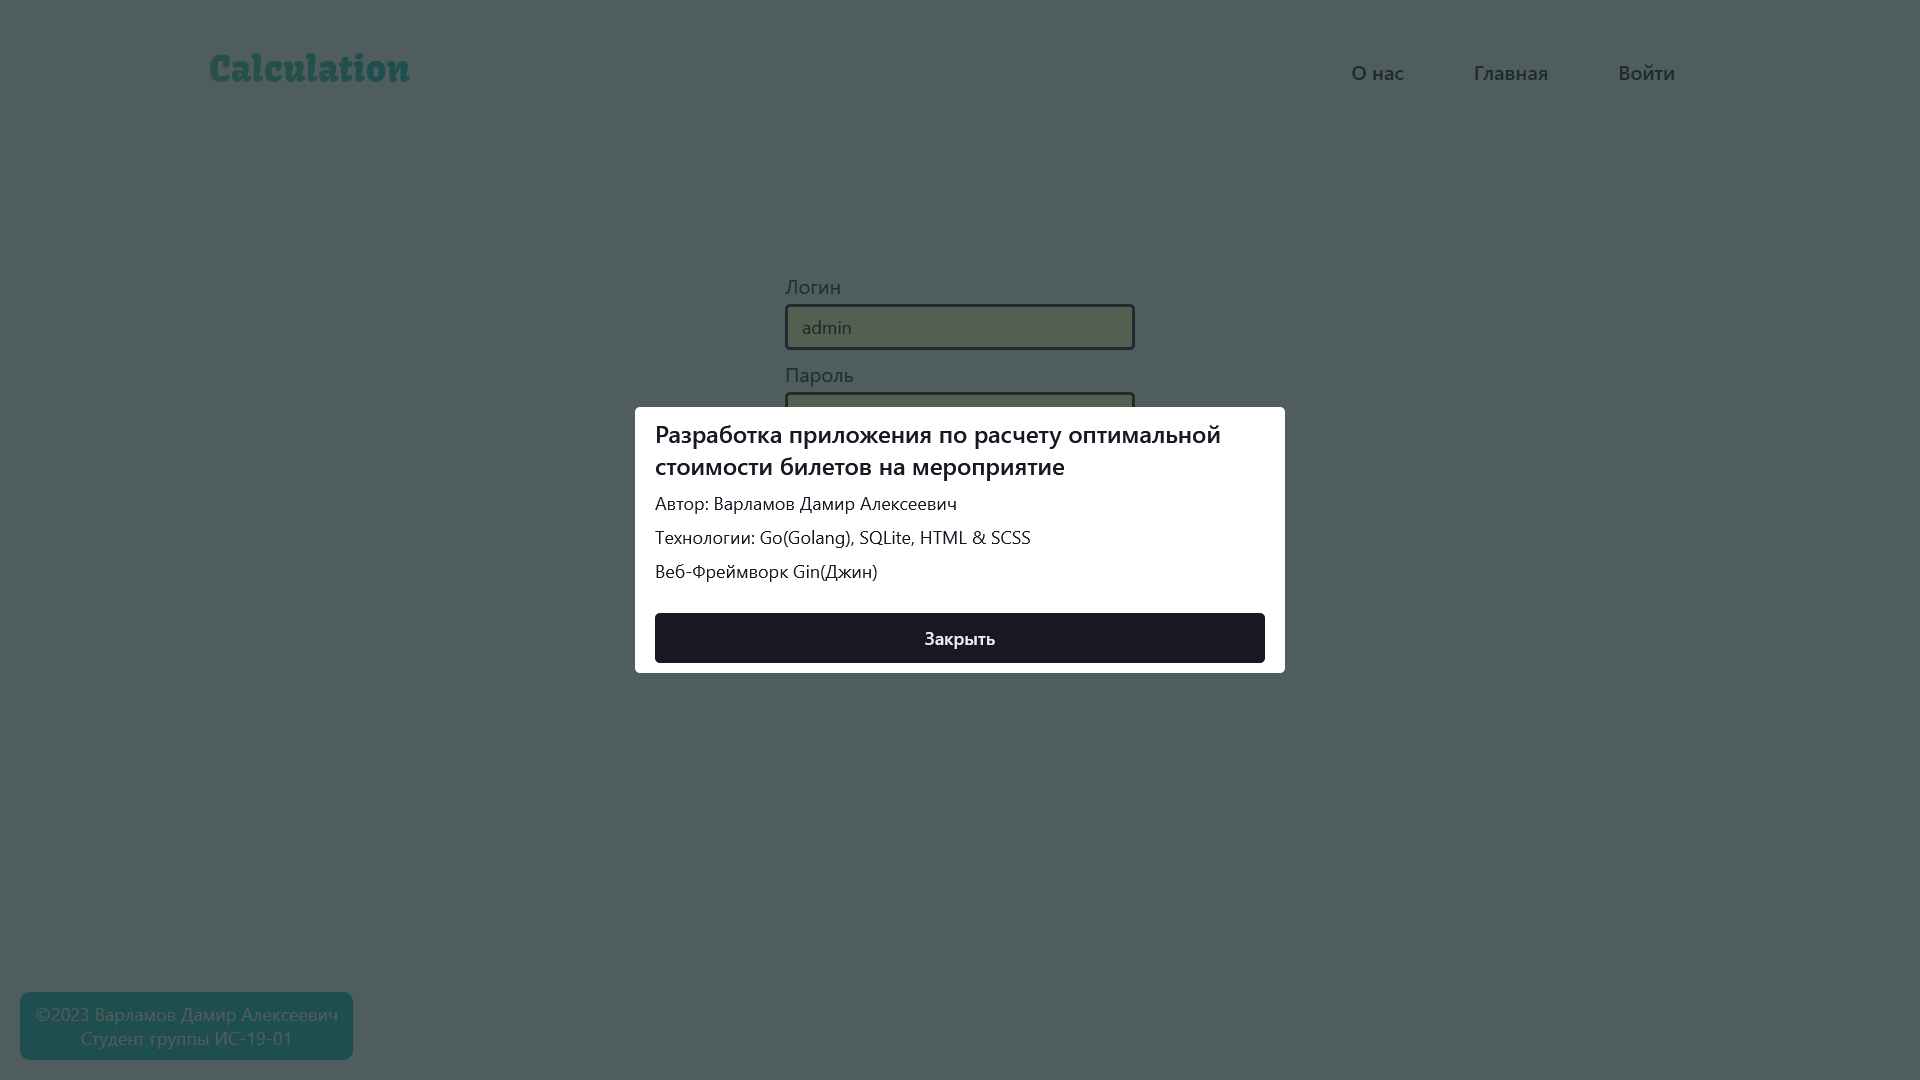 Calculation
О нас
Главная
Войти
Логин
admin
Пароль
Разработка приложения по расчету оптимальной
стоимости билетов на мероприятие
Автор: Варламов Дамир Алексеевич
Технологии: Go(Golang), SQLite, HTML & SCSS
Веб-Фреймворк Gin(Джин)
Закрыть
©2023 Варламов Дамир Алексеевич
Студент группы ИС-19-01